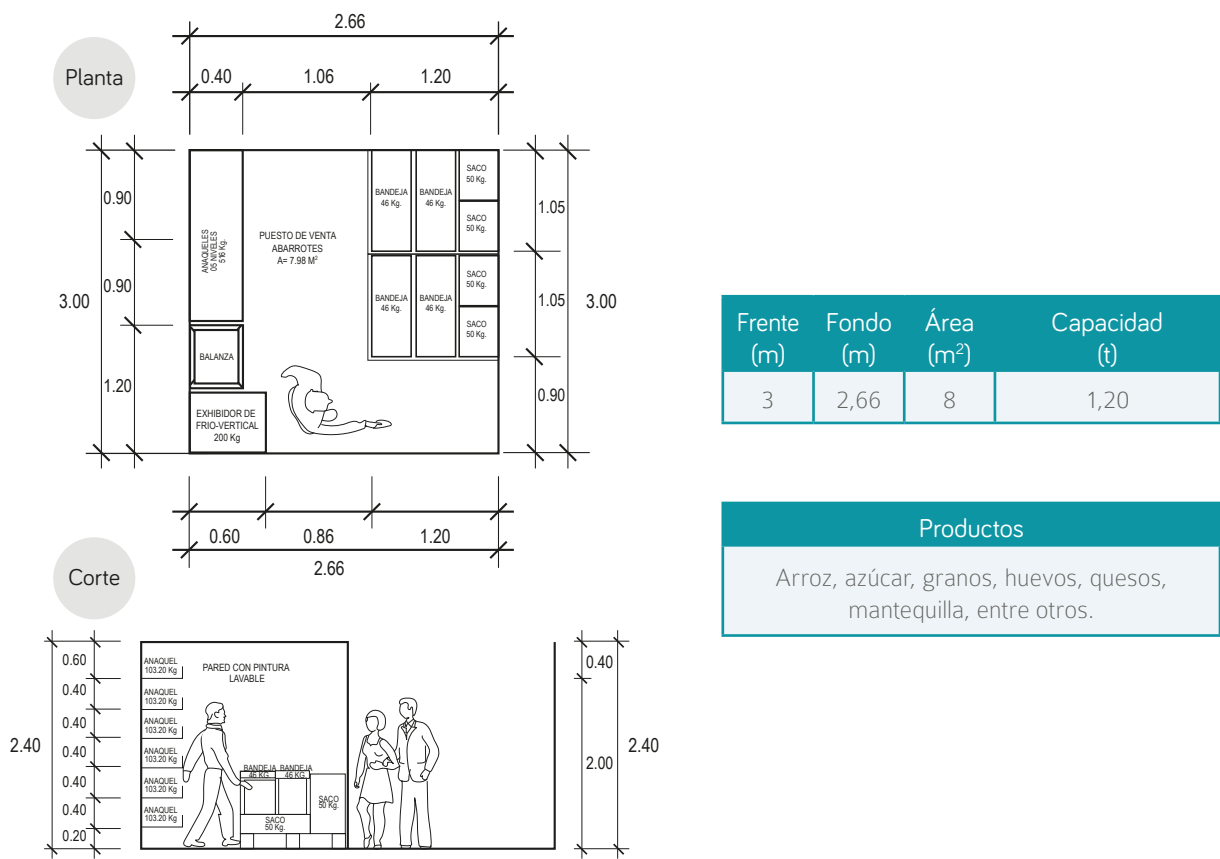 2.66
Planta
0.40
1.06
1.20
3.00
0.90
0.90
1.20
ANAQUELES
05 NIVELES
516 Kg.
PUESTO DE VENTA
ABARROTES
A= 7.98 M²
BANDEJA
46 Kg.
BANDEJA
46 Kg.
SACO
50 Kg.
SACO
50 Kg.
BANDEJA
46 Kg.
BANDEJA
46 Kg.
SACO
50 Kg.
SACO
50 Kg.
BALANZA
EXHIBIDOR DE
FRIO-VERTICAL
200 Kg
1.05
1.05
0.90
3.00
0.60
0.86
1.20
2.66
Corte
2.40
0.60
0.40
0.40
0.40
0.40
0.40
0.20
ANAQUEL
103.20 Kg
ANAQUEL
103.20 Kg
ANAQUEL
103.20 Kg
ANAQUEL
103.20 Kg
ANAQUEL
103.20 Kg
ANAQUEL
103.20 Kg
PARED CON PINTURA
LAVABLE
BANDEJA
46 KG.
BANDEJA
46 KG.
SACO
50 Kg.
SACO
50 Kg.
0.40
2.00
2.40
Frente (m) Fondo (m) Área (m²) Capacidad (t)
3 2,66 8 1,20
Productos
Arroz, azúcar, granos, huevos, quesos,
mantequilla, entre otros.